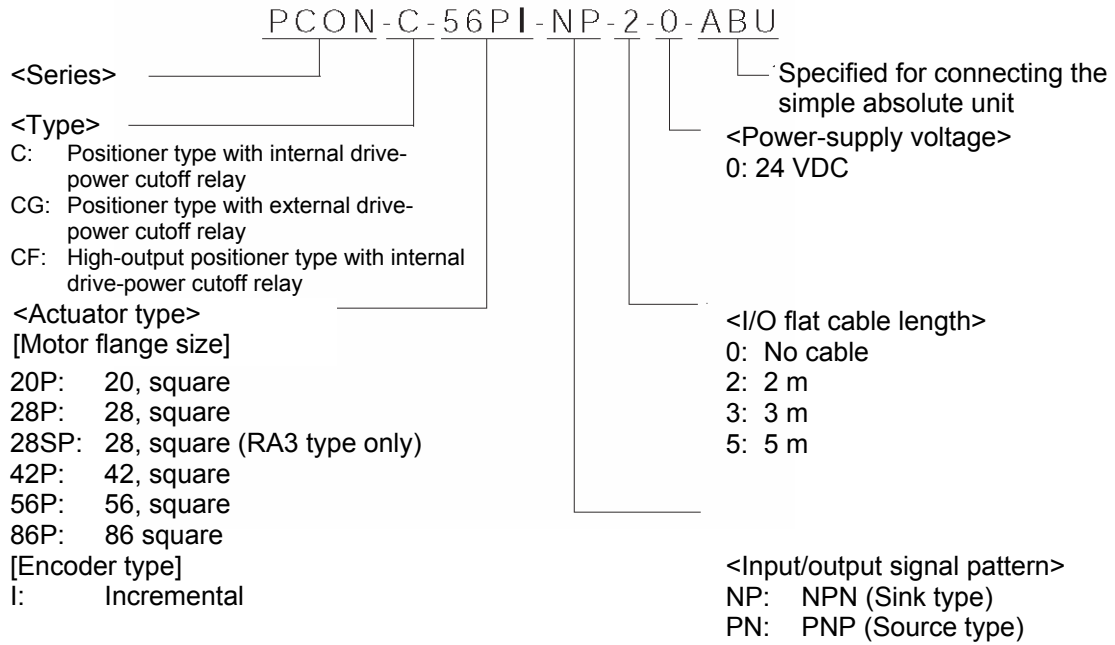 PCON-C-56PI-NP-2-0-ABU
<Series>
<Type>
C: Positioner type with internal drive-
power cutoff relay
CG: Positioner type with external drive-
power cutoff relay
CF: High-output positioner type with internal
drive-power cutoff relay
<Actuator type>
[Motor flange size]
20P: 20, square
28P: 28, square
28SP: 28, square (RA3 type only)
42P: 42, square
56P: 56, square
86P: 86 square
[Encoder type]
I: Incremental
Specified for connecting the
simple absolute unit
<Power-supply voltage>
0: 24 VDC
<I/O flat cable length>
0: No cable
2: 2 m
3: 3 m
5: 5 m
<Input/output signal pattern>
NP: NPN (Sink type)
PN: PNP (Source type)